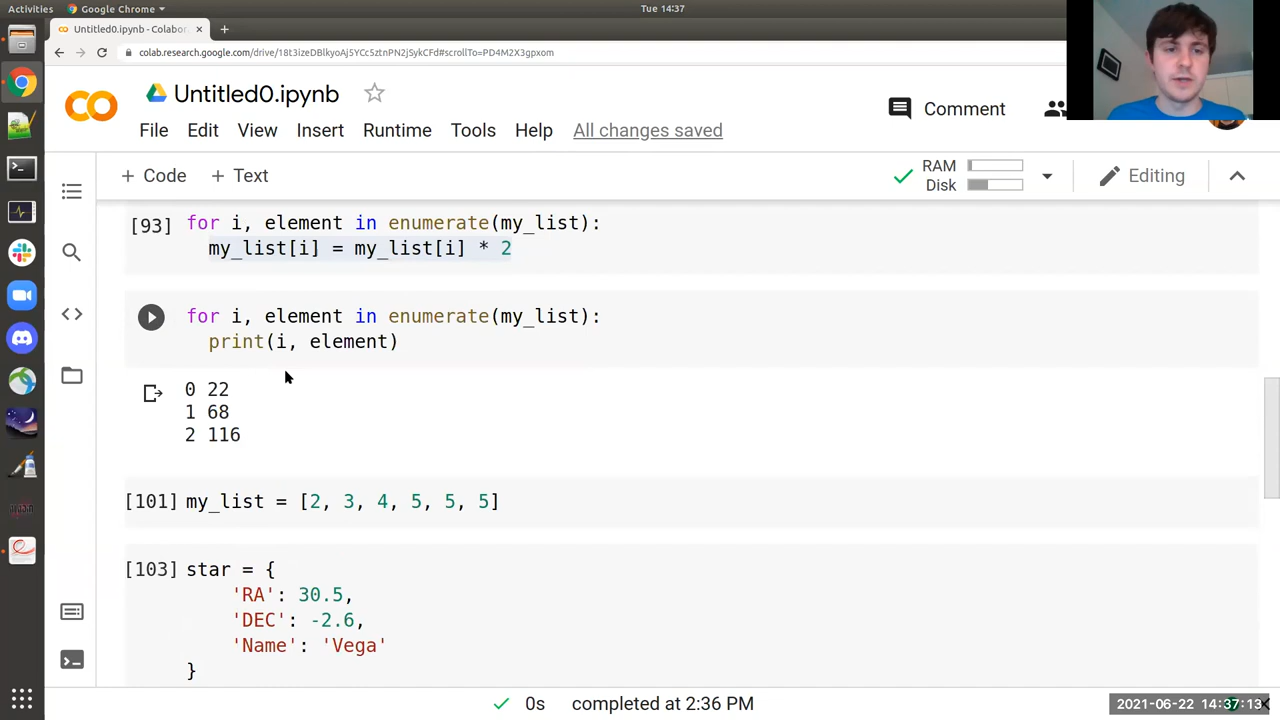 Activities Google Chrome Tue 14:37
Untitled0.ipynb - Colabor
colab.research.google.com/drive/18t3izeDBlkyoAj5YCc5ztnPN2jSykCFd#scrollTo=PD4M2X3gpxom
Untitled0.ipynb
Comment
File Edit View Insert Runtime Tools Help All changes saved
+ Code + Text
RAM
Disk
Editing
[93] for i, element in enumerate(my_list):
my_list[i] = my_list[i] * 2
for i, element in enumerate(my_list):
print(i, element)
0 22
1 68
2 116
[101] my_list = [2, 3, 4, 5, 5, 5]
[103] star = {
'RA': 30.5,
'DEC': -2.6,
'Name': 'Vega'
}
0s completed at 2:36 PM
2021-06-22 14:37:13